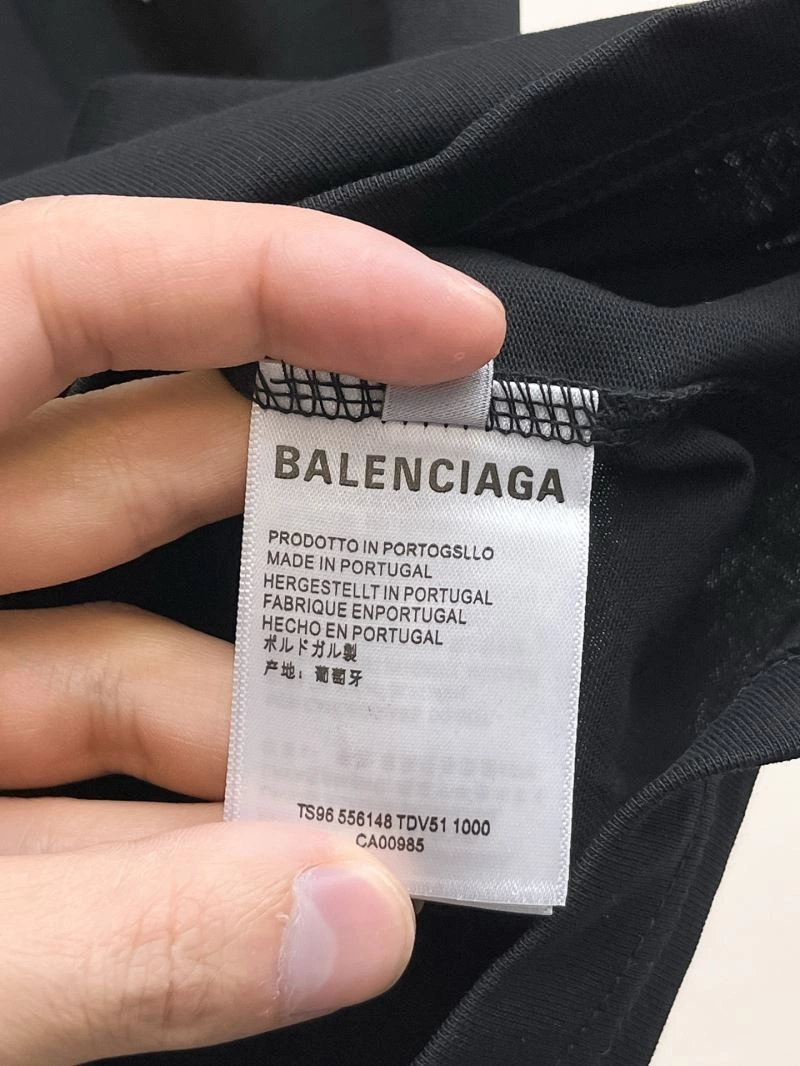 BALENCIAGA
PRODOTTO IN PORTOGSLLO
MADE IN PORTUGAL
HERGESTELLT IN PORTUGAL
FABRIQUE ENPORTUGAL
HECHO EN PORTUGAL
ポルドガル製
产地：葡萄牙
TS96 556148 TDV51 1000
CA00985